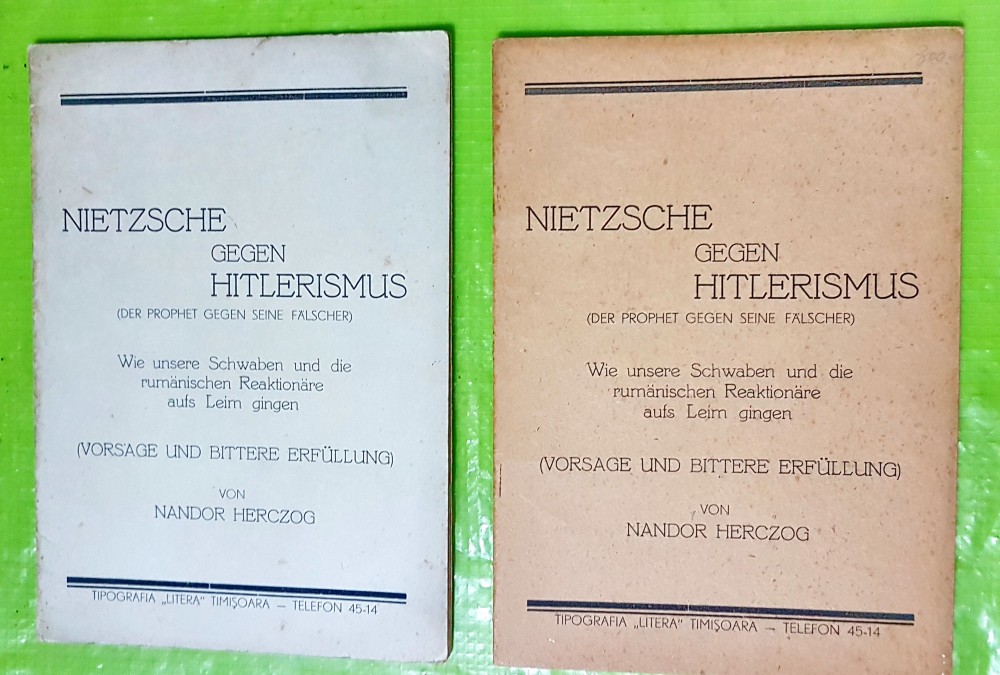 NIETZSCHE
GEGEN
HITLERISMUS
(DER PROPHET GEGEN SEINE FÄLSCHER)
Wie unsere Schwaben und die
rumänischen Reaktionäre
aufs Leim gingen
(VORSAGE UND BITTERE ERFÜLLUNG)
VON
NANDOR HERCZOG
TIPOGRAFIA „LITERA" TIMIȘOARA — TELEFON 45-14
300
NIETZSCHE
GEGEN
HITLERISMUS
(DER PROPHET GEGEN SEINE FÄLSCHER)
Wie unsere Schwaben und die
rumänischen Reaktionäre
aufs Leim gingen
(VORSAGE UND BITTERE ERFÜLLUNG)
VON
NANDOR HERCZOG
TIPOGRAFIA „LITERA" TIMIȘOARA — TELEFON 45-14